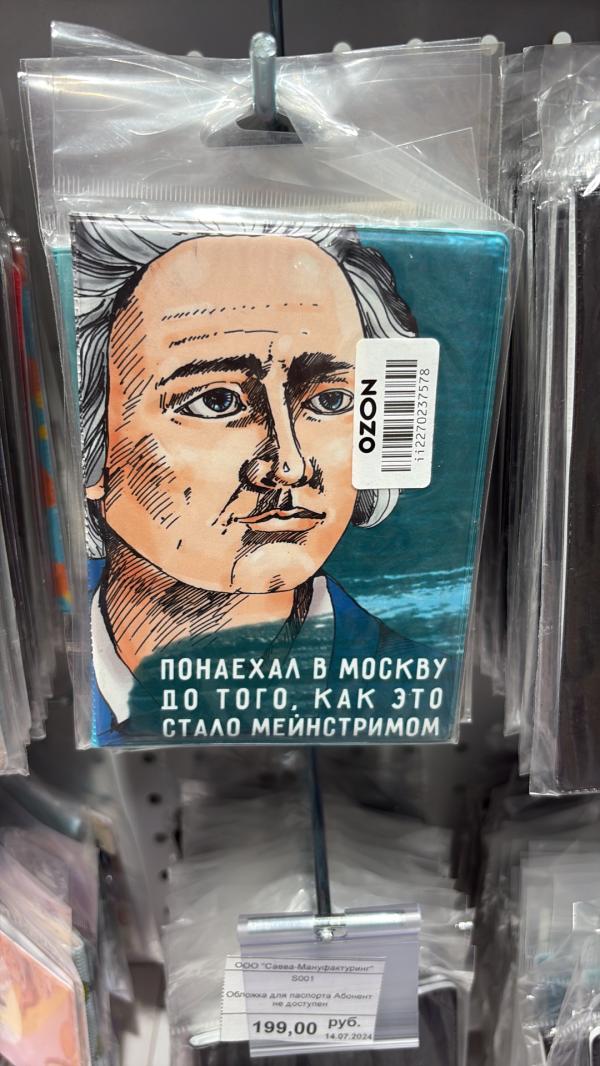 OZON
ii2270237578
ПОНАЕХАЛ В МОСКВУ
ДО ТОГО, КАК ЭТО
СТАЛО МЕЙНСТРИМОМ
ООО "Савва-Мануфактуринг"
S001
Обложка для паспорта Абонент
не доступен
199,00 руб.
14.07.2024